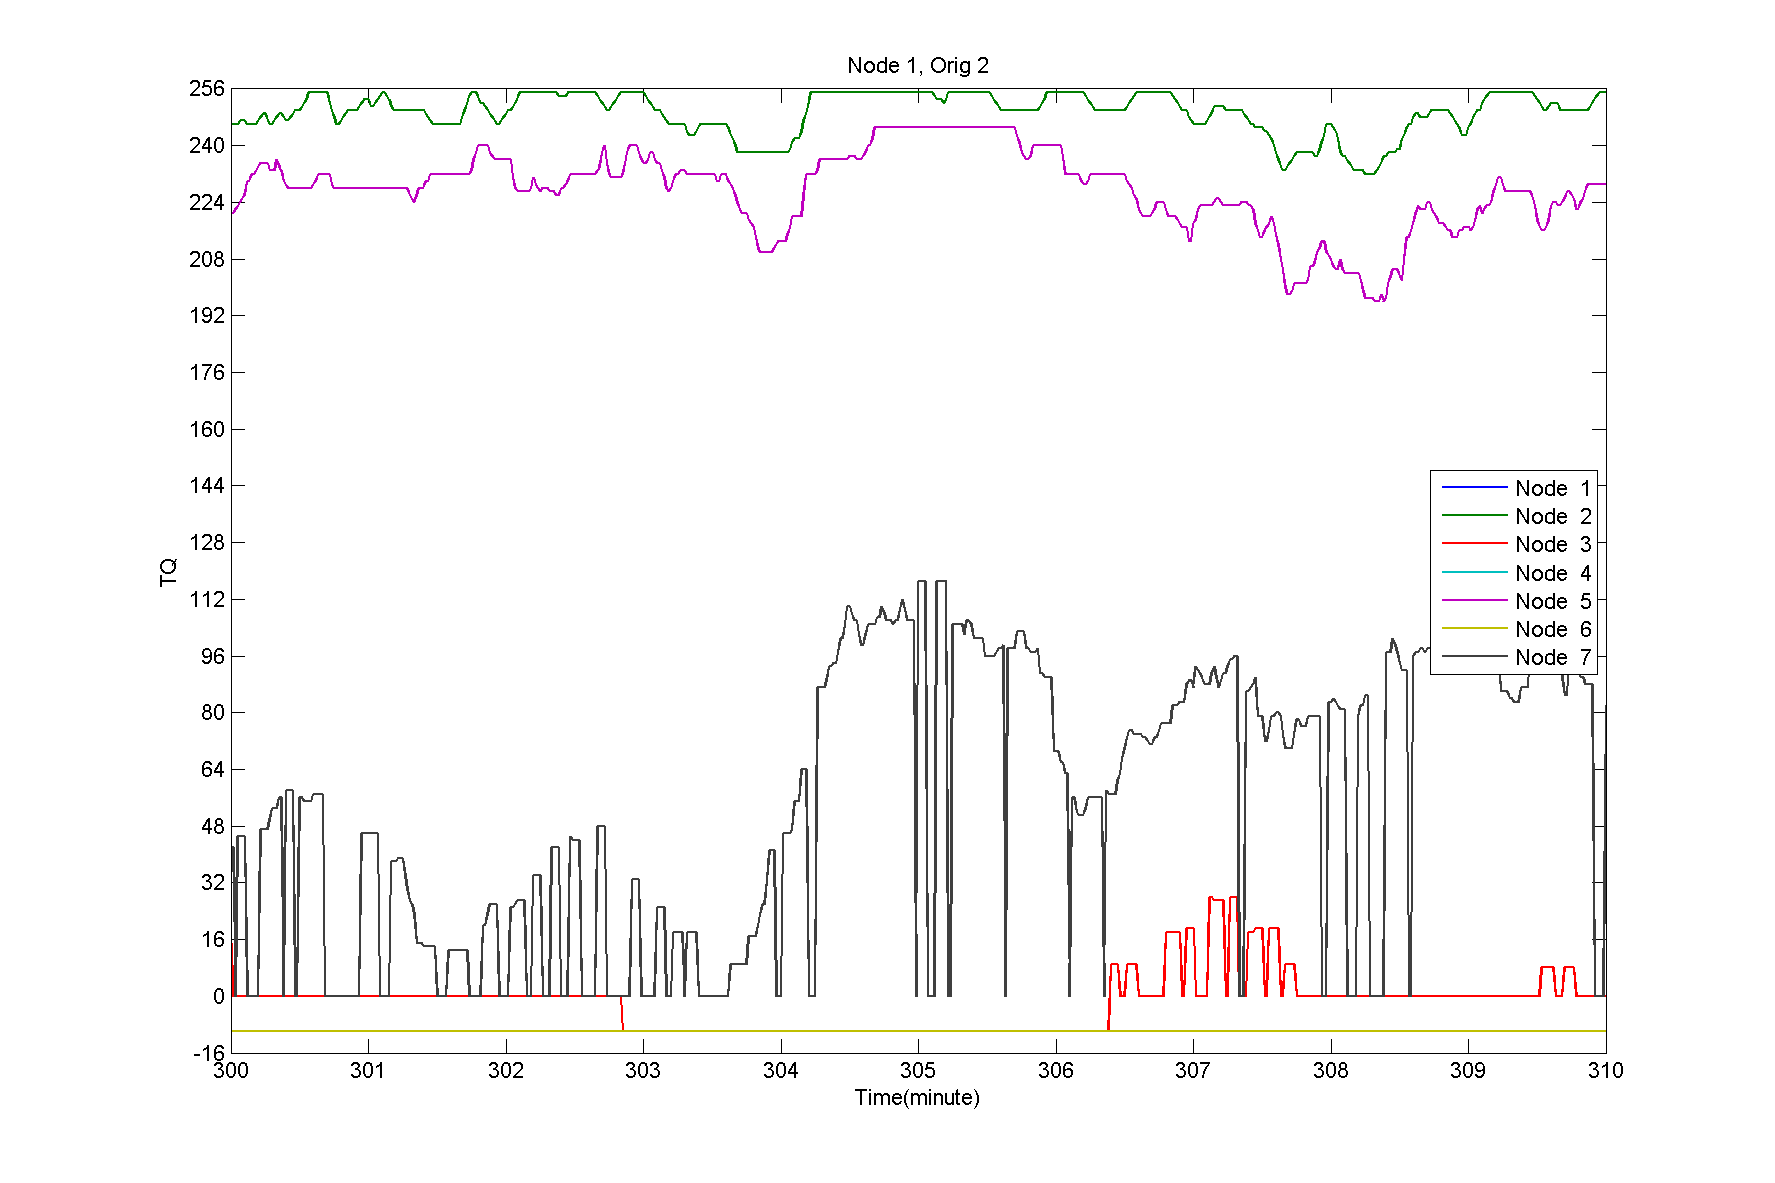 Node 1, Orig 2
256
240
224
208
192
176
160
144
128
112
96
80
64
48
32
16
0
-16
TQ
Node 1
Node 2
Node 3
Node 4
Node 5
Node 6
Node 7
300 301 302 303 304 305 306 307 308 309 310
Time(minute)